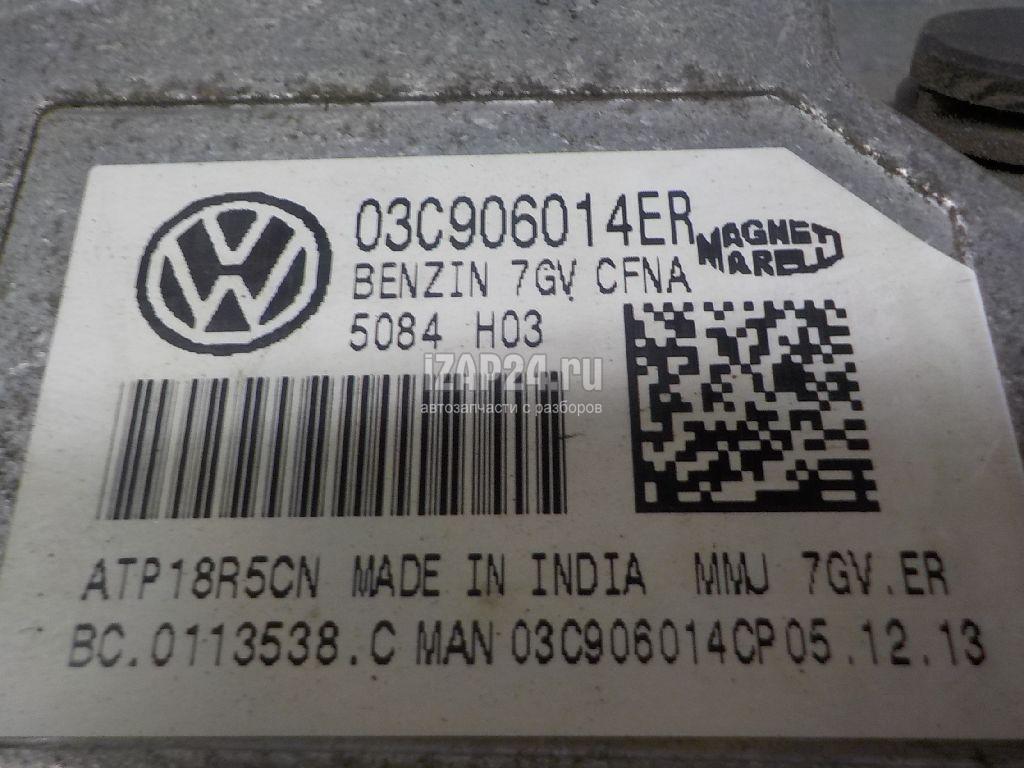 03C906014ER
MAGNETI
MARELLI
BENZIN 7GV CFNA
5084 H03
iZAP24.ru
автозапчасти с разборов
ATP18R5CN MADE IN INDIA MMJ 7GV.ER
BC.0113538.C MAN 03C906014CP 05.12.13